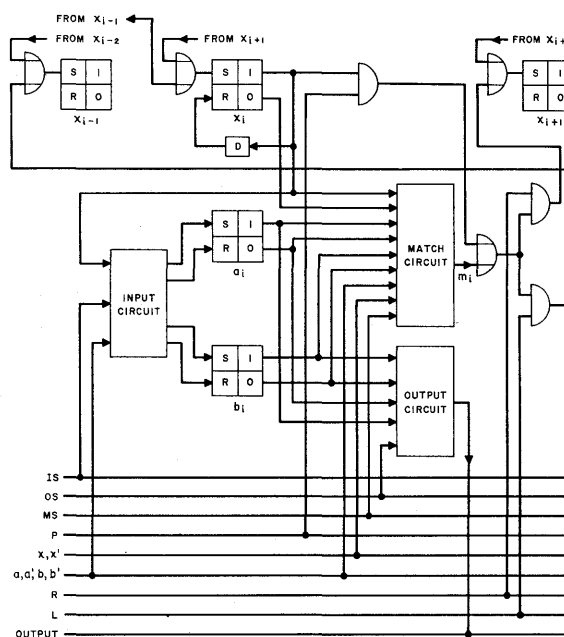 FROM Xi-1
FROM Xi-2
FROM Xi+1
FROM Xi+
S I
R O
Xi-1
S I
R O
Xi
S I
R O
Xi+1
D
INPUT
CIRCUIT
S I
R O
ai
S I
R O
bi
MATCH
CIRCUIT
mi
OUTPUT
CIRCUIT
IS
OS
MS
P
X, X'
a, a', b, b'
R
L
OUTPUT